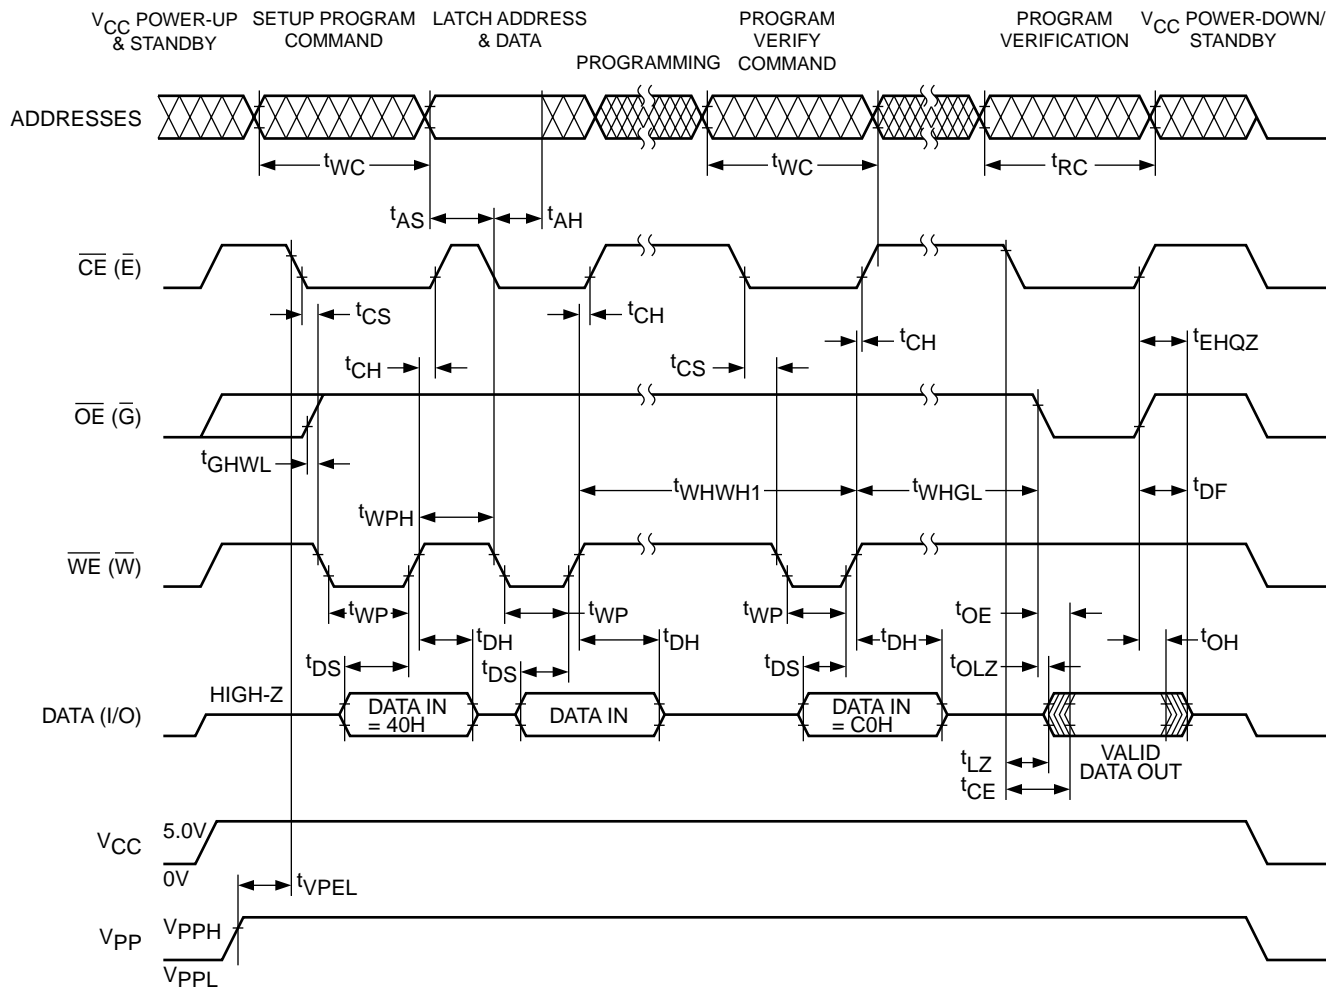 VCC POWER-UP & STANDBY
SETUP PROGRAM COMMAND
LATCH ADDRESS & DATA
PROGRAMMING
PROGRAM VERIFY COMMAND
PROGRAM VERIFICATION
VCC POWER-DOWN/ STANDBY
ADDRESSES
tWC
tWC
tRC
tAS
tAH
CE (E)
tCS
tCH
tCH
tCS
tCH
tEHQZ
OE (G)
tGHWL
tWPH
tWHWH1
tWHGL
tDF
WE (W)
tWP
tWP
tWP
tOE
tDH
tDH
tDH
tOH
tDS
tDS
tDS
tOLZ
DATA (I/O)
HIGH-Z
DATA IN = 40H
DATA IN
DATA IN = C0H
VALID DATA OUT
tLZ
tCE
VCC
5.0V
0V
tVPEL
VPP
VPPH
VPPL